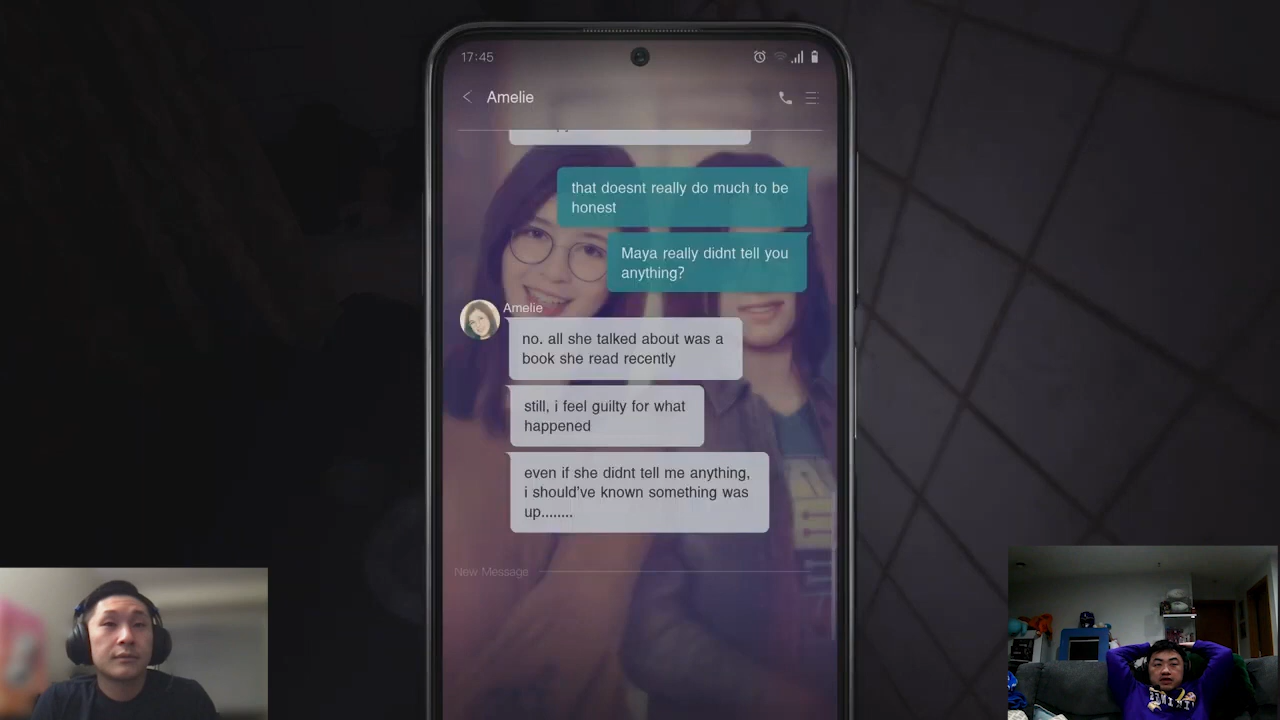 17:45
Amelie
that doesnt really do much to be
honest
Maya really didnt tell you
anything?
Amelie
no. all she talked about was a
book she read recently
still, i feel guilty for what
happened
even if she didnt tell me anything,
i should've known something was
up........
New Message